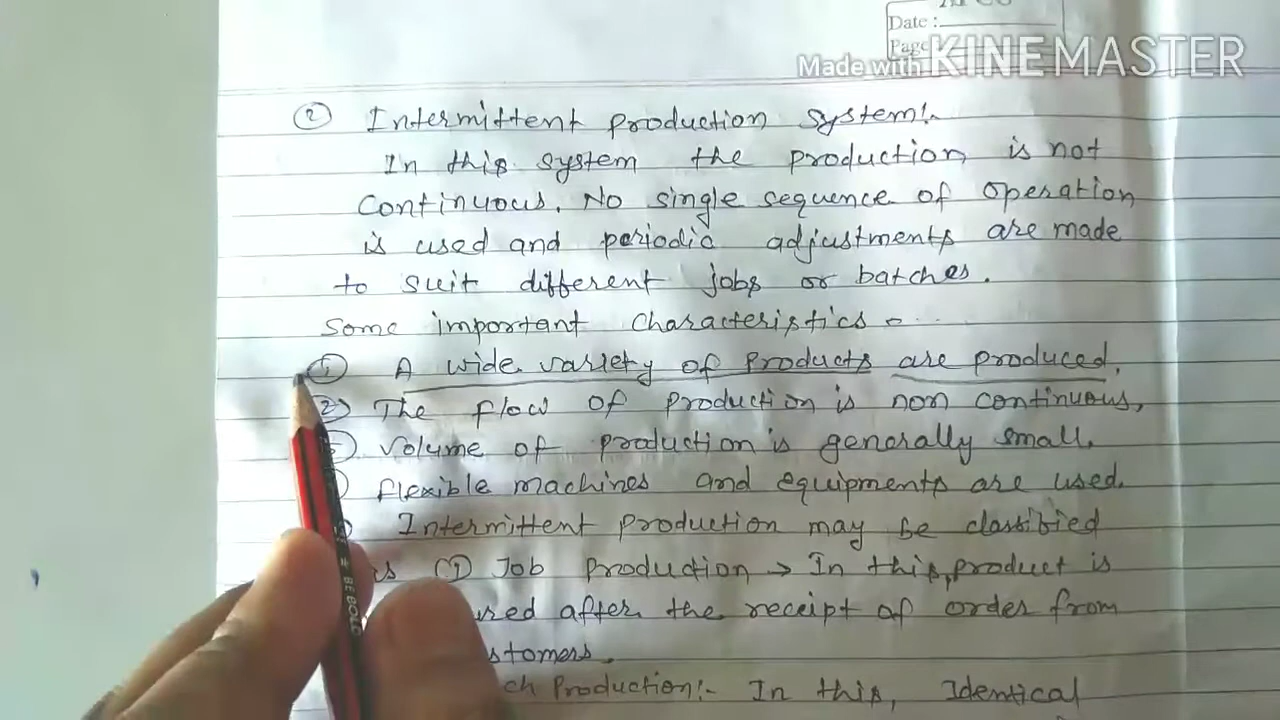 Date :
Page
Made with KINEMASTER
② Intermittent production system:-
In this system the production is not
continuous. No single sequence of operation
is used and periodic adjustments are made
to suit different jobs or batches.
Some important characteristics
① A wide variety of products are produced.
2) The flow of production is non continuous,
Volume of production is generally small.
flexible machines and equipments are used.
Intermittent production may be classified
① Job production → In this, product is
after the receipt of order from
Production:- In this, Identical